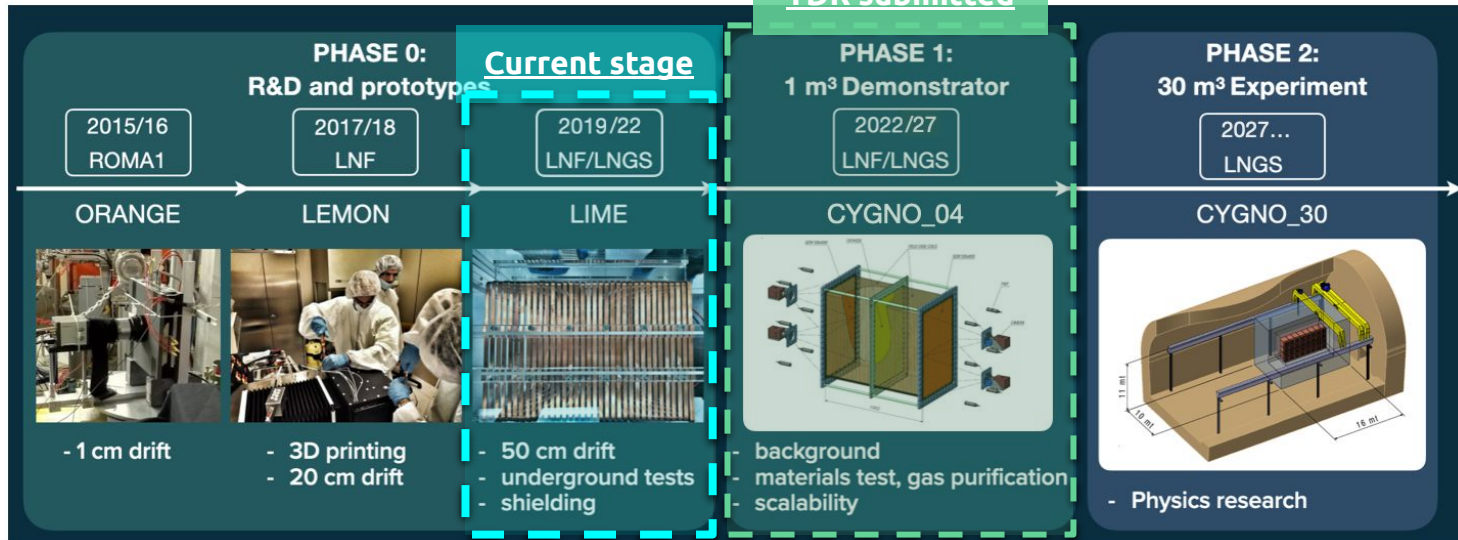 TDR submitted
PHASE 0:
R&D and prototypes
Current stage
PHASE 1:
1 m³ Demonstrator
PHASE 2:
30 m³ Experiment
2015/16
ROMA1
2017/18
LNF
2019/22
LNF/LNGS
2022/27
LNF/LNGS
2027...
LNGS
ORANGE
LEMON
LIME
CYGNO_04
CYGNO_30
11 mt
10 mt
16 mt
- 1 cm drift
- 3D printing
- 20 cm drift
- 50 cm drift
- underground tests
- shielding
- background
- materials test, gas purification
- scalability
- Physics research